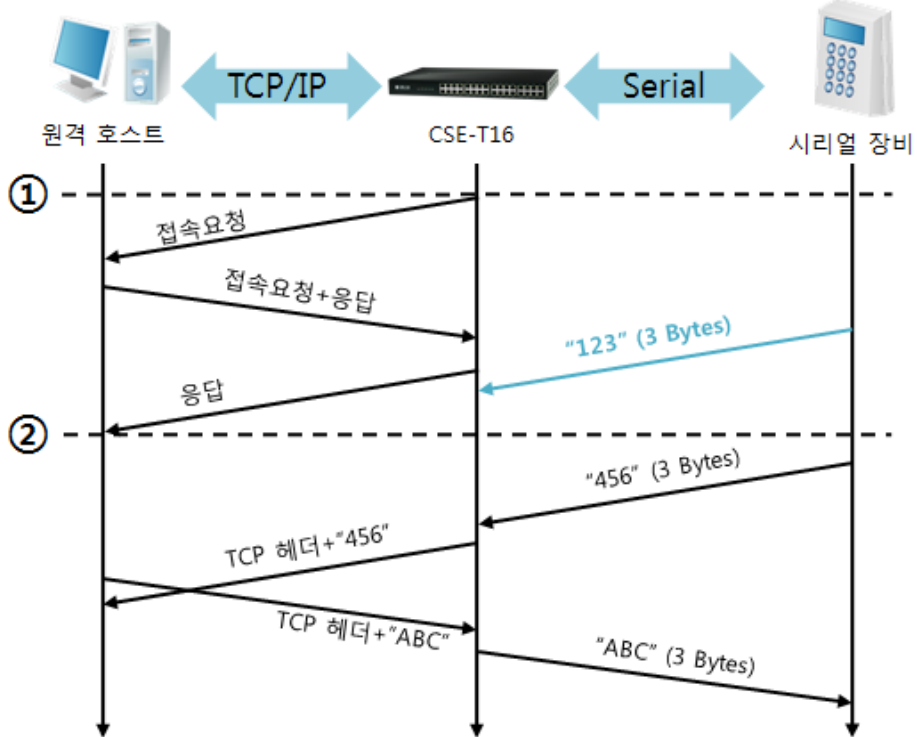 TCP/IP
Serial
원격 호스트
CSE-T16
시리얼 장비
①
접속요청
접속요청+응답
“123” (3 Bytes)
응답
②
“456” (3 Bytes)
TCP 헤더+“456”
TCP 헤더+“ABC”
“ABC” (3 Bytes)